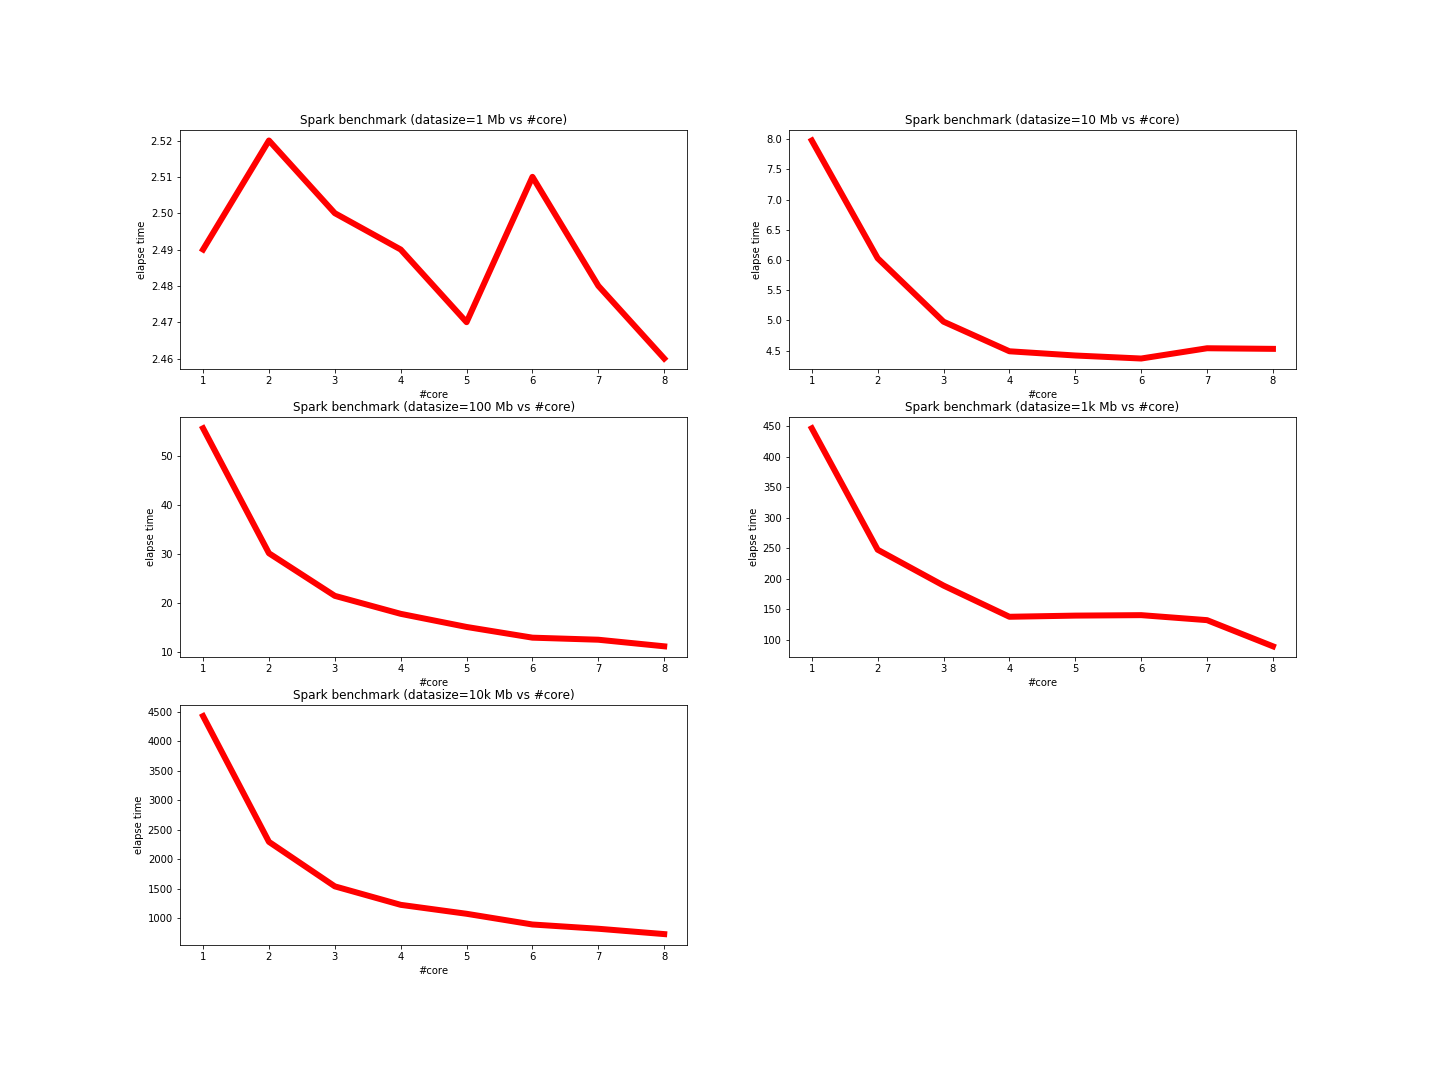 Spark benchmark (datasize=1 Mb vs #core)
elapse time
2.52
2.51
2.50
2.49
2.48
2.47
2.46
1 2 3 4 5 6 7 8
#core
Spark benchmark (datasize=10 Mb vs #core)
elapse time
8.0
7.5
7.0
6.5
6.0
5.5
5.0
4.5
1 2 3 4 5 6 7 8
#core
Spark benchmark (datasize=100 Mb vs #core)
elapse time
50
40
30
20
10
1 2 3 4 5 6 7 8
#core
Spark benchmark (datasize=1k Mb vs #core)
elapse time
450
400
350
300
250
200
150
100
1 2 3 4 5 6 7 8
#core
Spark benchmark (datasize=10k Mb vs #core)
elapse time
4500
4000
3500
3000
2500
2000
1500
1000
1 2 3 4 5 6 7 8
#core